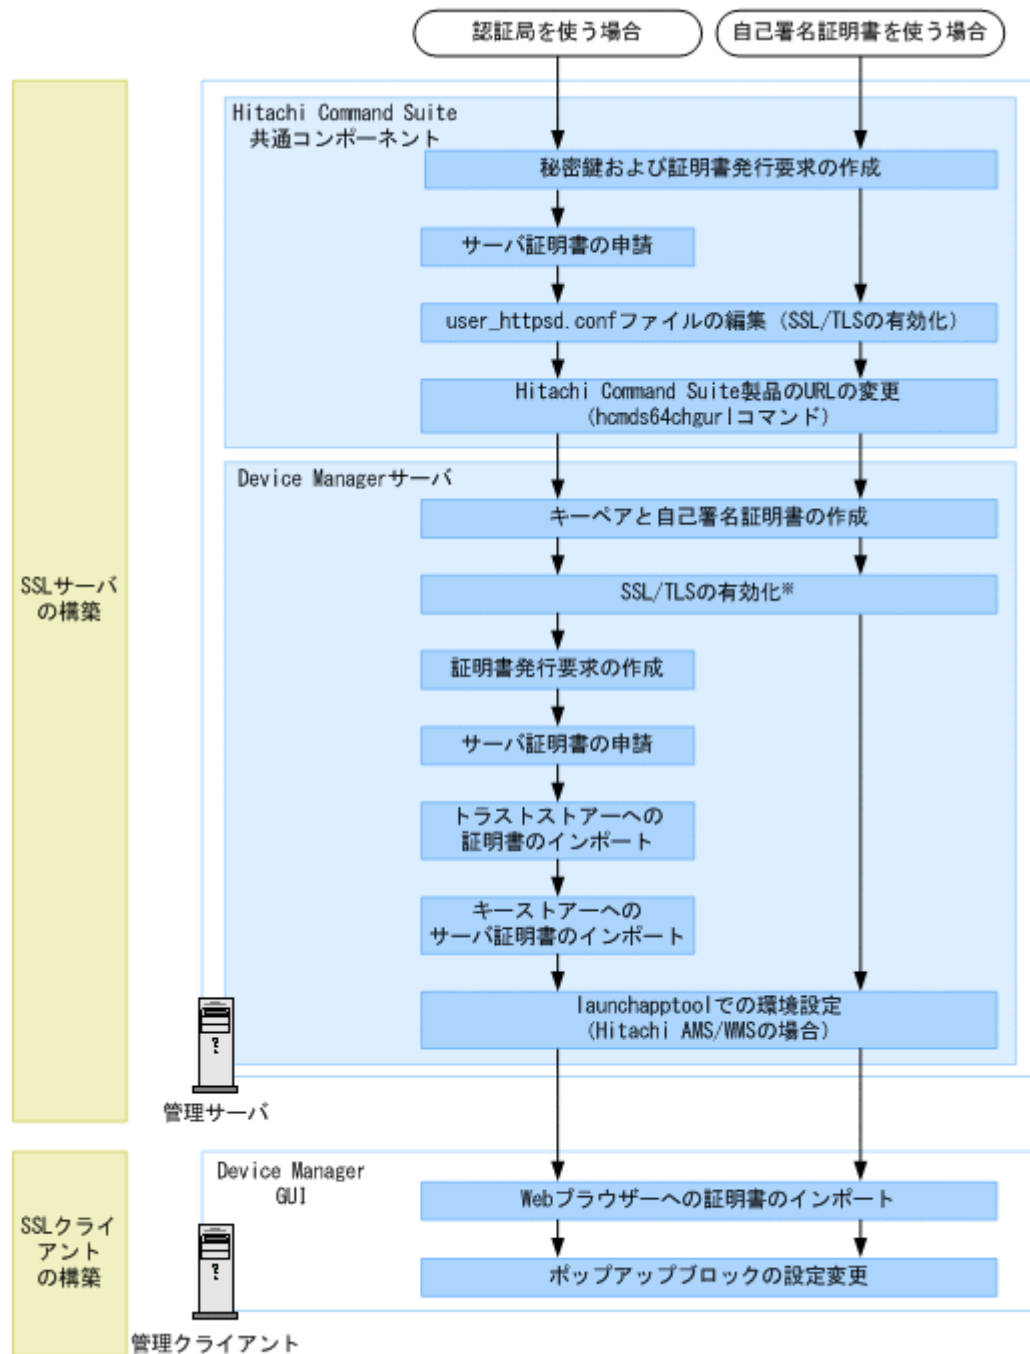 認証局を使う場合
自己署名証明書を使う場合
Hitachi Command Suite
共通コンポーネント
秘密鍵および証明書発行要求の作成
サーバ証明書の申請
user_httpsd.confファイルの編集（SSL/TLSの有効化）
Hitachi Command Suite製品のURLの変更
（hcmds64chgurlコマンド）
Device Managerサーバ
キーペアと自己署名証明書の作成
SSLサーバ
の構築
SSL/TLSの有効化※
証明書発行要求の作成
サーバ証明書の申請
トラストストアーへの
証明書のインポート
キーストアーへの
サーバ証明書のインポート
launchapptoolでの環境設定
（Hitachi AMS/WMSの場合）
管理サーバ
Device Manager
GUI
Webブラウザーへの証明書のインポート
SSLクライ
アント
の構築
ポップアップブロックの設定変更
管理クライアント